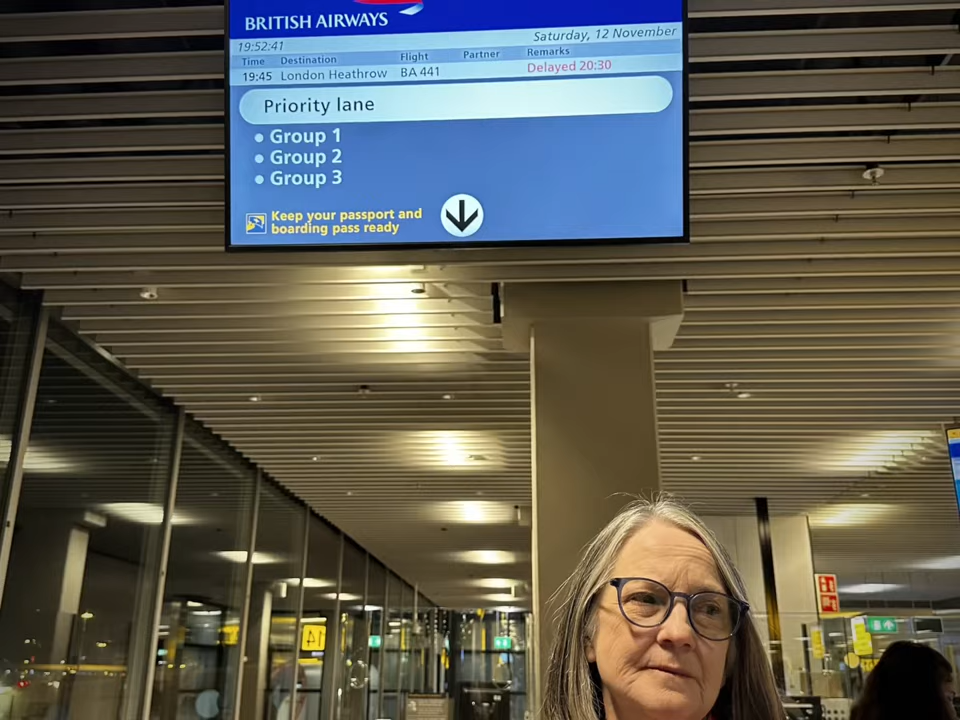 BRITISH AIRWAYS
19:52:41 Saturday, 12 November
Time Destination Flight Partner Remarks
19:45 London Heathrow BA 441 Delayed 20:30
Priority lane
Group 1
Group 2
Group 3
Keep your passport and
boarding pass ready
14